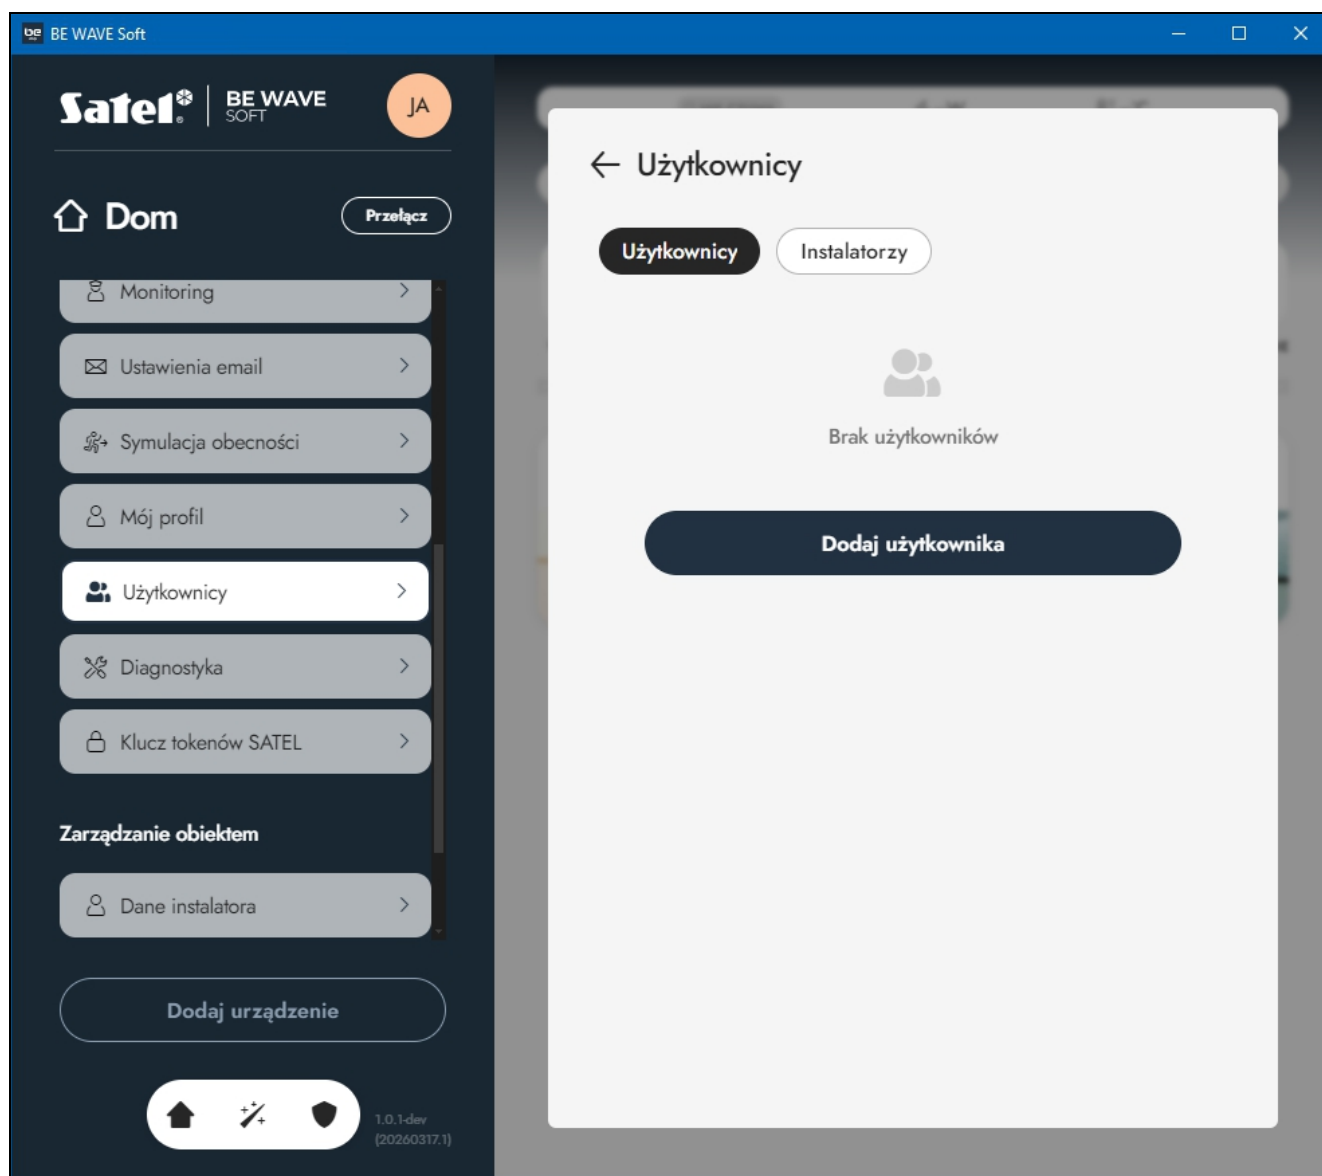 be
BE WAVE Soft
Satel®
BE WAVE
SOFT
JA
Dom
Przełącz
Monitoring
Ustawienia email
Symulacja obecności
Mój profil
Użytkownicy
Diagnostyka
Klucz tokenów SATEL
Zarządzanie obiektem
Dane instalatora
Dodaj urządzenie
1.0.1-dev
(20260317.1)
Użytkownicy
Użytkownicy
Instalatorzy
Brak użytkowników
Dodaj użytkownika